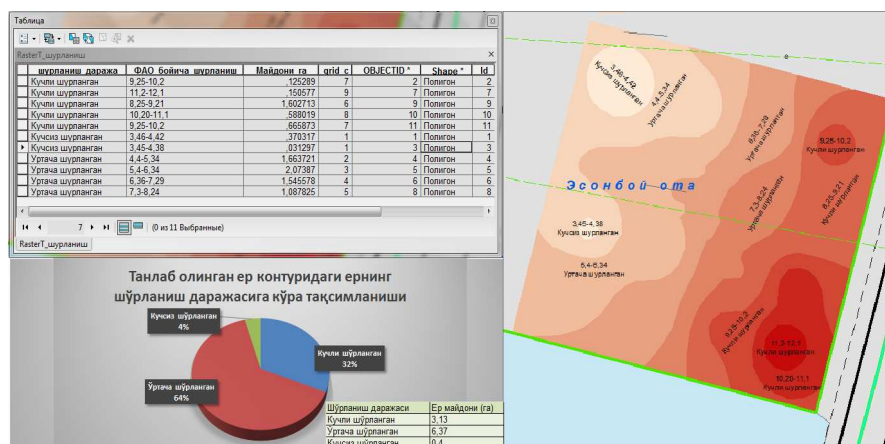 Таблица
RasterT_шурланиш
шурланиш_даража ФАО_бойича_шурланиш Майдони_га grid_c OBJECTID * Shape * Id
Кучли шурланган 9,25-10,2 ,125289 7 2 Полигон 2
Кучли шурланган 11,2-12,1 ,150577 9 7 Полигон 7
Кучли шурланган 8,25-9,21 1,602713 6 9 Полигон 9
Кучли шурланган 10,20-11,1 ,588019 8 10 Полигон 10
Кучли шурланган 9,25-10,2 ,665873 7 11 Полигон 11
Кучсиз шурланган 3,46-4,42 ,370317 1 1 Полигон 1
Кучсиз шурланган 3,45-4,38 ,031297 1 3 Полигон 3
Уртача шурланган 4,4-5,34 1,663721 2 4 Полигон 4
Уртача шурланган 5,4-6,34 2,07387 3 5 Полигон 5
Уртача шурланган 6,36-7,29 1,545578 4 6 Полигон 6
Уртача шурланган 7,3-8,24 1,087825 5 8 Полигон 8
7 (0 из 11 Выбранные)
RasterT_шурланиш
Танлаб олинган ер контуридаги ернинг
шўрланиш даражасига кўра тақсимланиши
Кучсиз шўрланган
4%
Кучли шўрланган
32%
Ўртача шўрланган
64%
Шўрланиш даражаси Ер майдони (га)
Кучли шўрланган 3,13
Уртача шўрланган 6,37
Кучсиз шўрланган 0,4
3,46-4,42
Кучсиз шурланган
4,4-5,34
Уртача шурланган
6,36-7,29
Уртача шурланган
9,25-10,2
Кучли шурланган
Эсонбой ота
7,3-8,24
Уртача шурланган
8,25-9,21
Кучли шурланган
3,45-4,38
Кучсиз шурланган
5,4-6,34
Уртача шурланган
9,25-10,2
Кучли шурланган
11,2-12,1
Кучли шурланган
10,20-11,1
Кучли шурланган